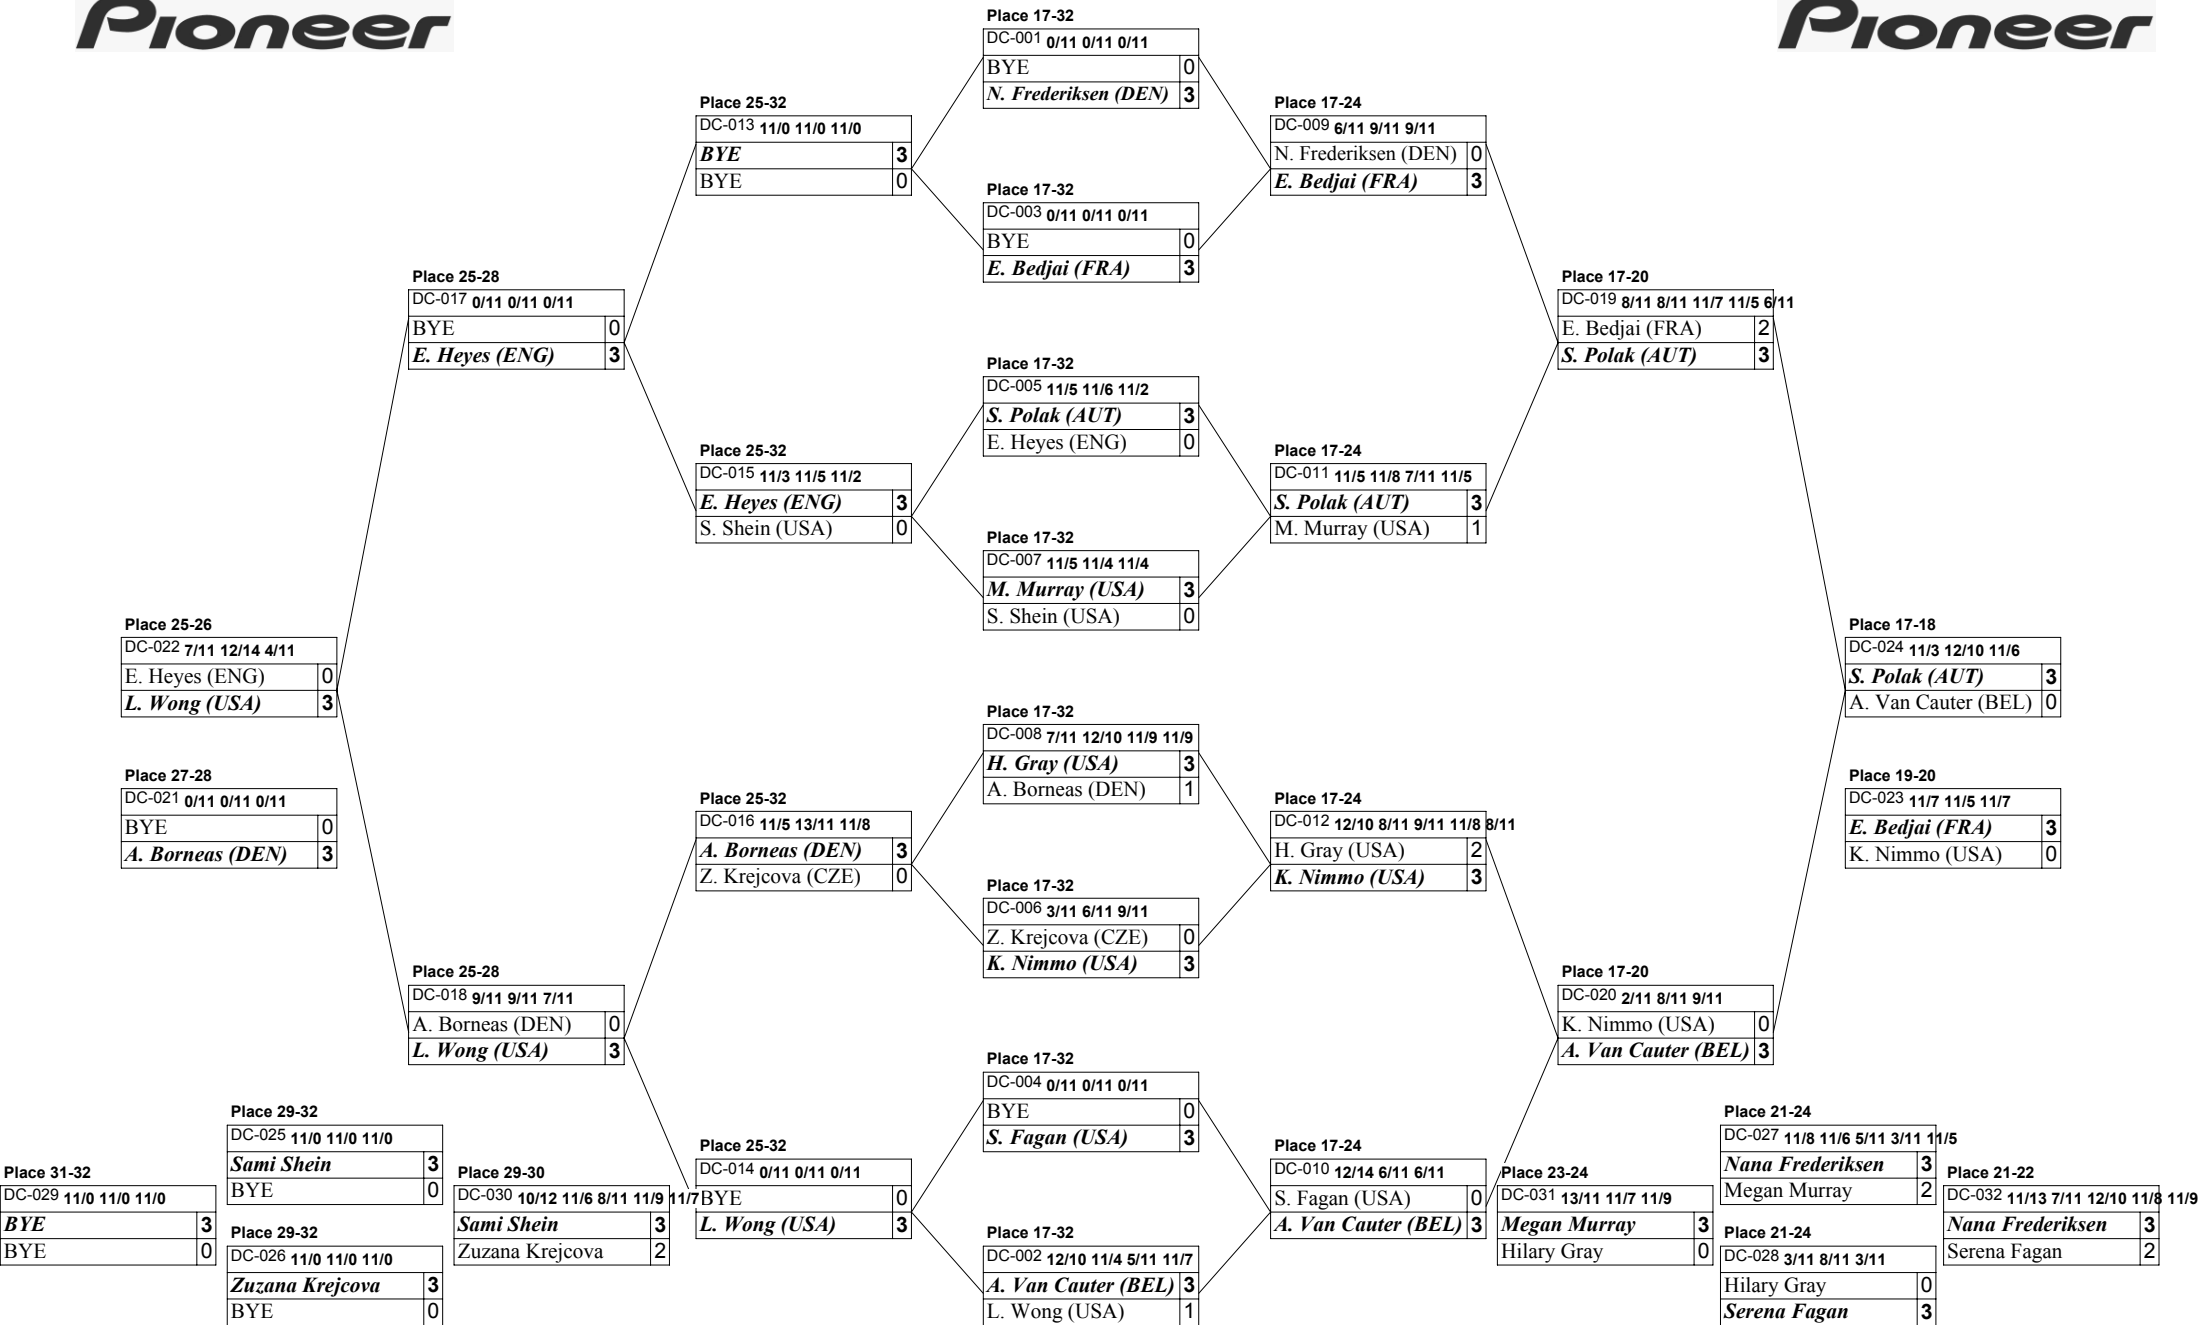 Pioneer
Pioneer
Place 17-32
DC-001 0/11 0/11 0/11
BYE 0
N. Frederiksen (DEN) 3
Place 25-32
DC-013 11/0 11/0 11/0
BYE 3
BYE 0
Place 17-24
DC-009 6/11 9/11 9/11
N. Frederiksen (DEN) 0
E. Bedjai (FRA) 3
Place 17-32
DC-003 0/11 0/11 0/11
BYE 0
E. Bedjai (FRA) 3
Place 25-28
DC-017 0/11 0/11 0/11
BYE 0
E. Heyes (ENG) 3
Place 17-20
DC-019 8/11 8/11 11/7 11/5 6/11
E. Bedjai (FRA) 2
S. Polak (AUT) 3
Place 17-32
DC-005 11/5 11/6 11/2
S. Polak (AUT) 3
E. Heyes (ENG) 0
Place 25-32
DC-015 11/3 11/5 11/2
E. Heyes (ENG) 3
S. Shein (USA) 0
Place 17-24
DC-011 11/5 11/8 7/11 11/5
S. Polak (AUT) 3
M. Murray (USA) 1
Place 17-32
DC-007 11/5 11/4 11/4
M. Murray (USA) 3
S. Shein (USA) 0
Place 25-26
DC-022 7/11 12/14 4/11
E. Heyes (ENG) 0
L. Wong (USA) 3
Place 17-18
DC-024 11/3 12/10 11/6
S. Polak (AUT) 3
A. Van Cauter (BEL) 0
Place 17-32
DC-008 7/11 12/10 11/9 11/9
H. Gray (USA) 3
A. Borneas (DEN) 1
Place 27-28
DC-021 0/11 0/11 0/11
BYE 0
A. Borneas (DEN) 3
Place 19-20
DC-023 11/7 11/5 11/7
E. Bedjai (FRA) 3
K. Nimmo (USA) 0
Place 25-32
DC-016 11/5 13/11 11/8
A. Borneas (DEN) 3
Z. Krejcova (CZE) 0
Place 17-24
DC-012 12/10 8/11 9/11 11/8 8/11
H. Gray (USA) 2
K. Nimmo (USA) 3
Place 17-32
DC-006 3/11 6/11 9/11
Z. Krejcova (CZE) 0
K. Nimmo (USA) 3
Place 25-28
DC-018 9/11 9/11 7/11
A. Borneas (DEN) 0
L. Wong (USA) 3
Place 17-20
DC-020 2/11 8/11 9/11
K. Nimmo (USA) 0
A. Van Cauter (BEL) 3
Place 17-32
DC-004 0/11 0/11 0/11
BYE 0
S. Fagan (USA) 3
Place 29-32
DC-025 11/0 11/0 11/0
Sami Shein 3
BYE 0
Place 21-24
DC-027 11/8 11/6 5/11 3/11 11/5
Nana Frederiksen 3
Megan Murray 2
Place 25-32
DC-014 0/11 0/11 0/11
BYE 0
L. Wong (USA) 3
Place 17-24
DC-010 12/14 6/11 6/11
S. Fagan (USA) 0
A. Van Cauter (BEL) 3
Place 31-32
DC-029 11/0 11/0 11/0
BYE 3
BYE 0
Place 29-30
DC-030 10/12 11/6 8/11 11/9 11/7
Sami Shein 3
Zuzana Krejcova 2
Place 23-24
DC-031 13/11 11/7 11/9
Megan Murray 3
Hilary Gray 0
Place 21-22
DC-032 11/13 7/11 12/10 11/8 11/9
Nana Frederiksen 3
Serena Fagan 2
Place 29-32
DC-026 11/0 11/0 11/0
Zuzana Krejcova 3
BYE 0
Place 17-32
DC-002 12/10 11/4 5/11 11/7
A. Van Cauter (BEL) 3
L. Wong (USA) 1
Place 21-24
DC-028 3/11 8/11 3/11
Hilary Gray 0
Serena Fagan 3